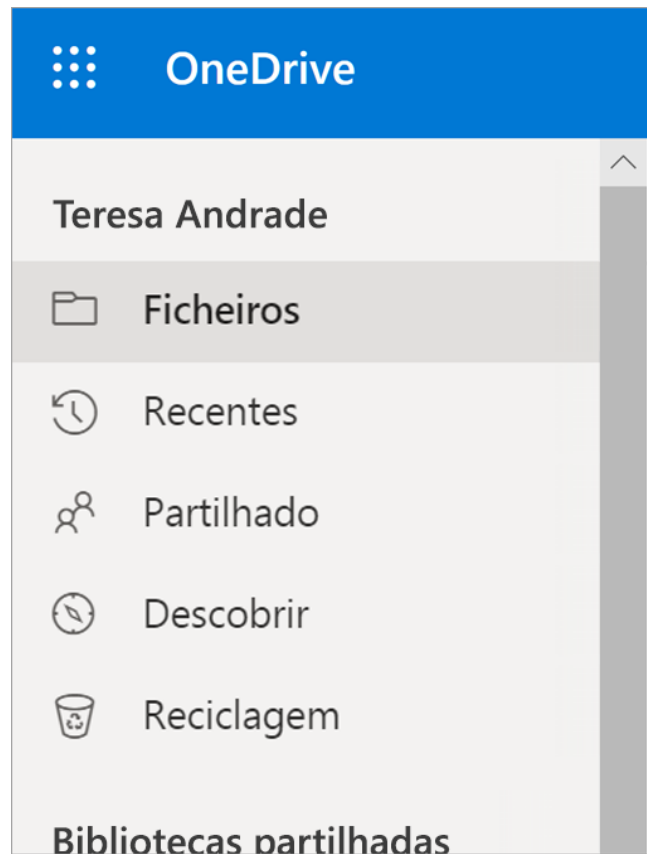 OneDrive
Teresa Andrade
Ficheiros
Recentes
Partilhado
Descobrir
Reciclagem
Bibliotecas partilhadas